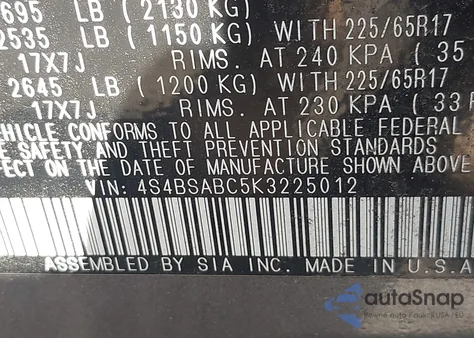 695 LB (2130 KG)
2535 LB (1150 KG) WITH 225/65R17
17X7J RIMS. AT 240 KPA (35
2645 LB (1200 KG) WITH 225/65R17
17X7J RIMS. AT 230 KPA (33
VEHICLE CONFORMS TO ALL APPLICABLE FEDERAL
E SAFETY AND THEFT PREVENTION STANDARDS
FECT ON THE DATE OF MANUFACTURE SHOWN ABOVE
VIN: 4S4BSABC5K3225012
ASSEMBLED BY SIA INC. MADE IN U.S.A
autoSnap